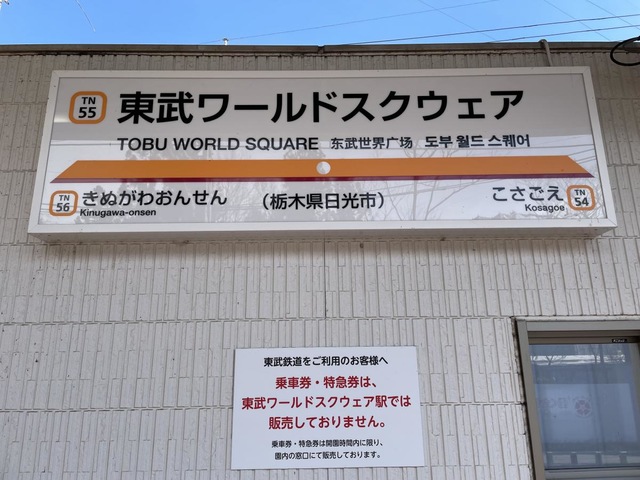 TN
55
東武ワールドスクウェア
TOBU WORLD SQUARE 东武世界广场 도부 월드 스퀘어
TN
56
きぬがわおんせん
Kinugawa-onsen
(栃木県日光市)
こさごえ
Kosagoe
TN
54
東武鉄道をご利用のお客様へ
乗車券・特急券は、
東武ワールドスクウェア駅では
販売しておりません。
乗車券・特急券は開園時間内に限り、
園内の窓口にて販売しております。